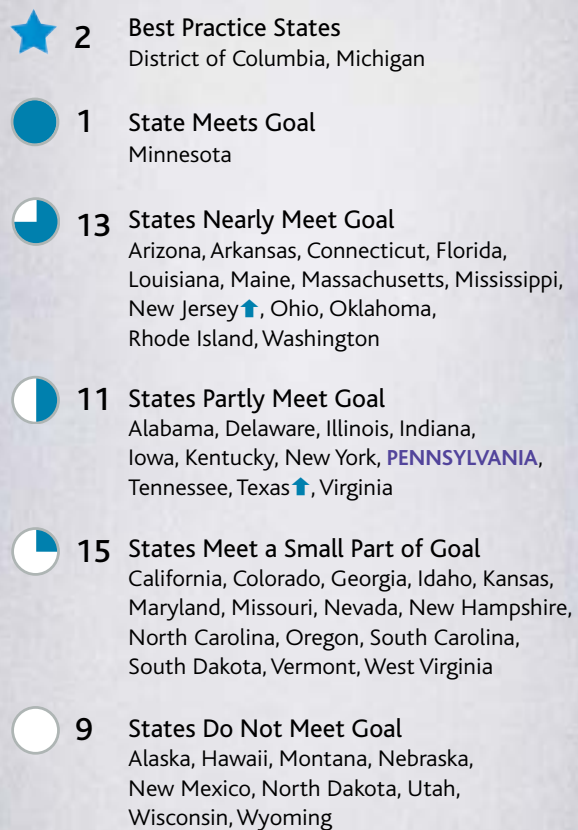 2 Best Practice States
District of Columbia, Michigan
1 State Meets Goal
Minnesota
13 States Nearly Meet Goal
Arizona, Arkansas, Connecticut, Florida,
Louisiana, Maine, Massachusetts, Mississippi,
New Jersey⬆, Ohio, Oklahoma,
Rhode Island, Washington
11 States Partly Meet Goal
Alabama, Delaware, Illinois, Indiana,
Iowa, Kentucky, New York, PENNSYLVANIA,
Tennessee, Texas⬆, Virginia
15 States Meet a Small Part of Goal
California, Colorado, Georgia, Idaho, Kansas,
Maryland, Missouri, Nevada, New Hampshire,
North Carolina, Oregon, South Carolina,
South Dakota, Vermont, West Virginia
9 States Do Not Meet Goal
Alaska, Hawaii, Montana, Nebraska,
New Mexico, North Dakota, Utah,
Wisconsin, Wyoming